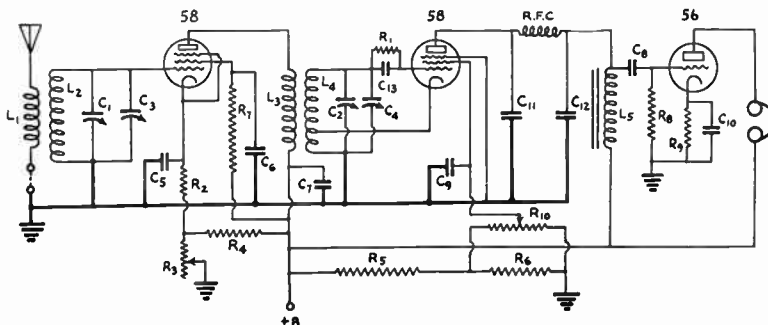 58
58
R.F.C
56
R1
L1
L2
C1
C3
R7
L3
L4
C13
C2
C4
C11
C12
L5
C8
R8
R9
C10
C5
R2
C6
C7
C9
R10
R3
R4
R5
R6
+B